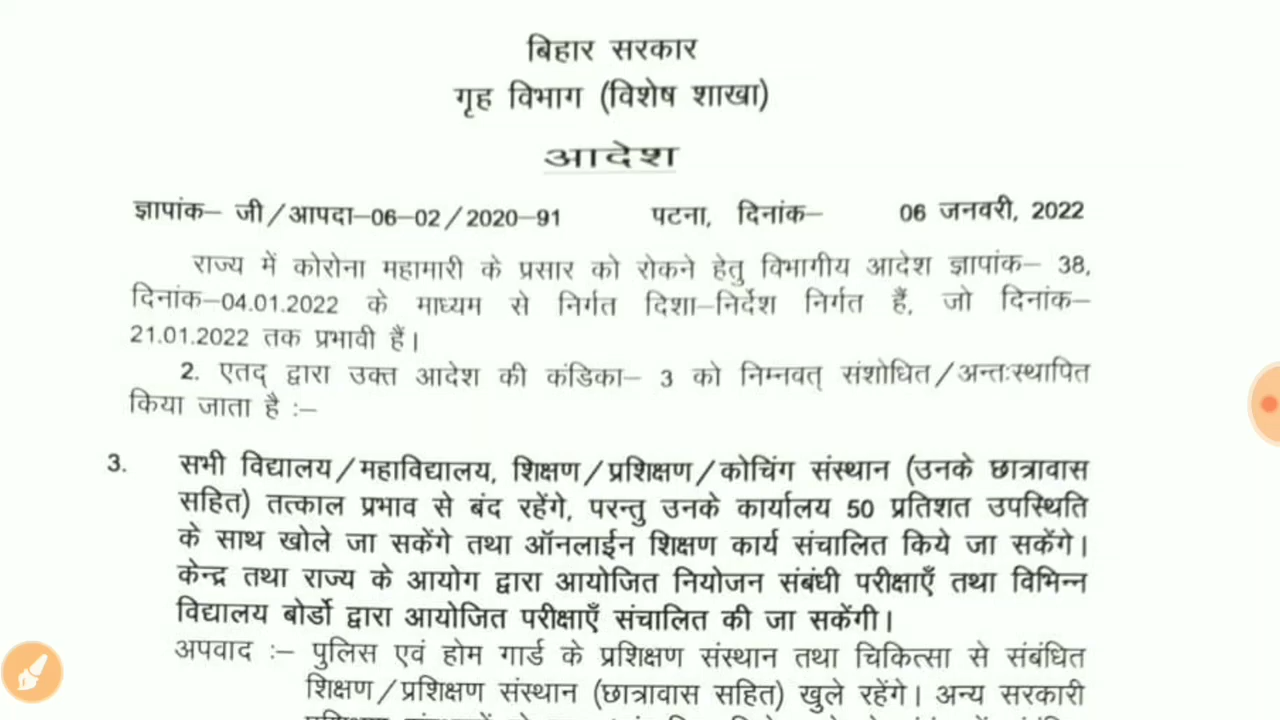 बिहार सरकार
गृह विभाग (विशेष शाखा)
आदेश
ज्ञापांक– जी/आपदा–06–02/2020–91 पटना, दिनांक– 06 जनवरी, 2022
राज्य में कोरोना महामारी के प्रसार को रोकने हेतु विभागीय आदेश ज्ञापांक– 38,
दिनांक–04.01.2022 के माध्यम से निर्गत दिशा–निर्देश निर्गत हैं, जो दिनांक–
21.01.2022 तक प्रभावी हैं।
2. एतद् द्वारा उक्त आदेश की कंडिका– 3 को निम्नवत् संशोधित/अन्तःस्थापित
किया जाता है :–
3. सभी विद्यालय/महाविद्यालय, शिक्षण/प्रशिक्षण/कोचिंग संस्थान (उनके छात्रावास
सहित) तत्काल प्रभाव से बंद रहेंगे, परन्तु उनके कार्यालय 50 प्रतिशत उपस्थिति
के साथ खोले जा सकेंगे तथा ऑनलाईन शिक्षण कार्य संचालित किये जा सकेंगे।
केन्द्र तथा राज्य के आयोग द्वारा आयोजित नियोजन संबंधी परीक्षाएँ तथा विभिन्न
विद्यालय बोर्डो द्वारा आयोजित परीक्षाएँ संचालित की जा सकेंगी।
अपवाद :– पुलिस एवं होम गार्ड के प्रशिक्षण संस्थान तथा चिकित्सा से संबंधित
शिक्षण/प्रशिक्षण संस्थान (छात्रावास सहित) खुले रहेंगे। अन्य सरकारी